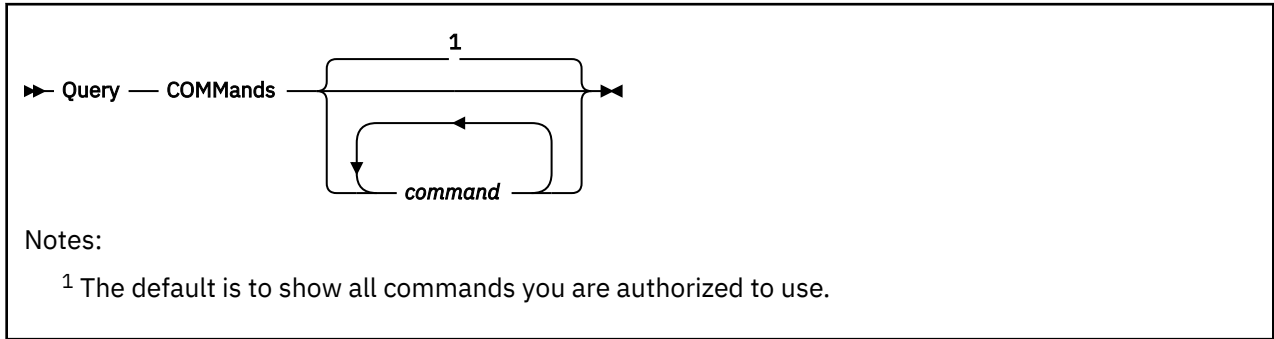 1
Query COMMands
command
Notes:
1 The default is to show all commands you are authorized to use.